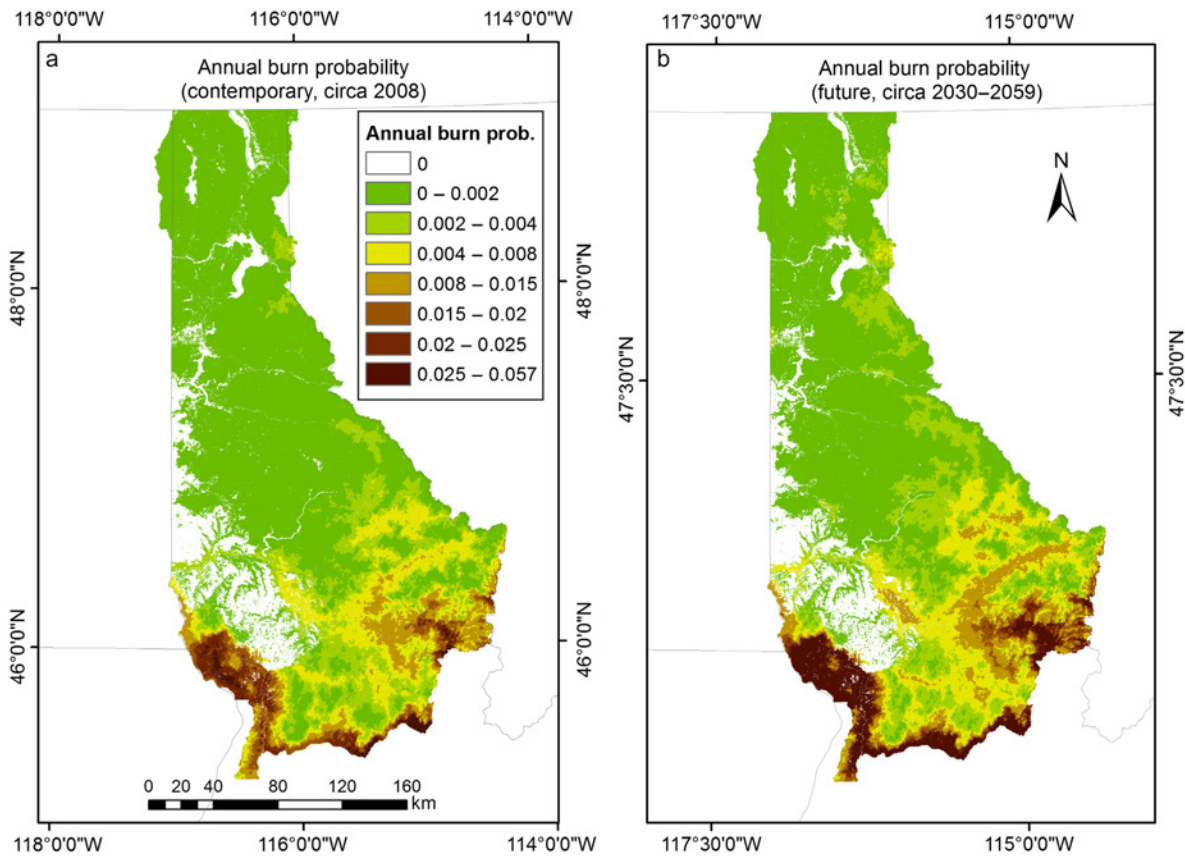 118°0'0"W
116°0'0"W
114°0'0"W
117°30'0"W
115°0'0"W
a
Annual burn probability
(contemporary, circa 2008)
b
Annual burn probability
(future, circa 2030–2059)
Annual burn prob.
0
0 – 0.002
0.002 – 0.004
0.004 – 0.008
0.008 – 0.015
0.015 – 0.02
0.02 – 0.025
0.025 – 0.057
N
48°0'0"N
48°0'0"N
47°30'0"N
47°30'0"N
46°0'0"N
46°0'0"N
0 20 40 80 120 160
km
118°0'0"W
116°0'0"W
114°0'0"W
117°30'0"W
115°0'0"W